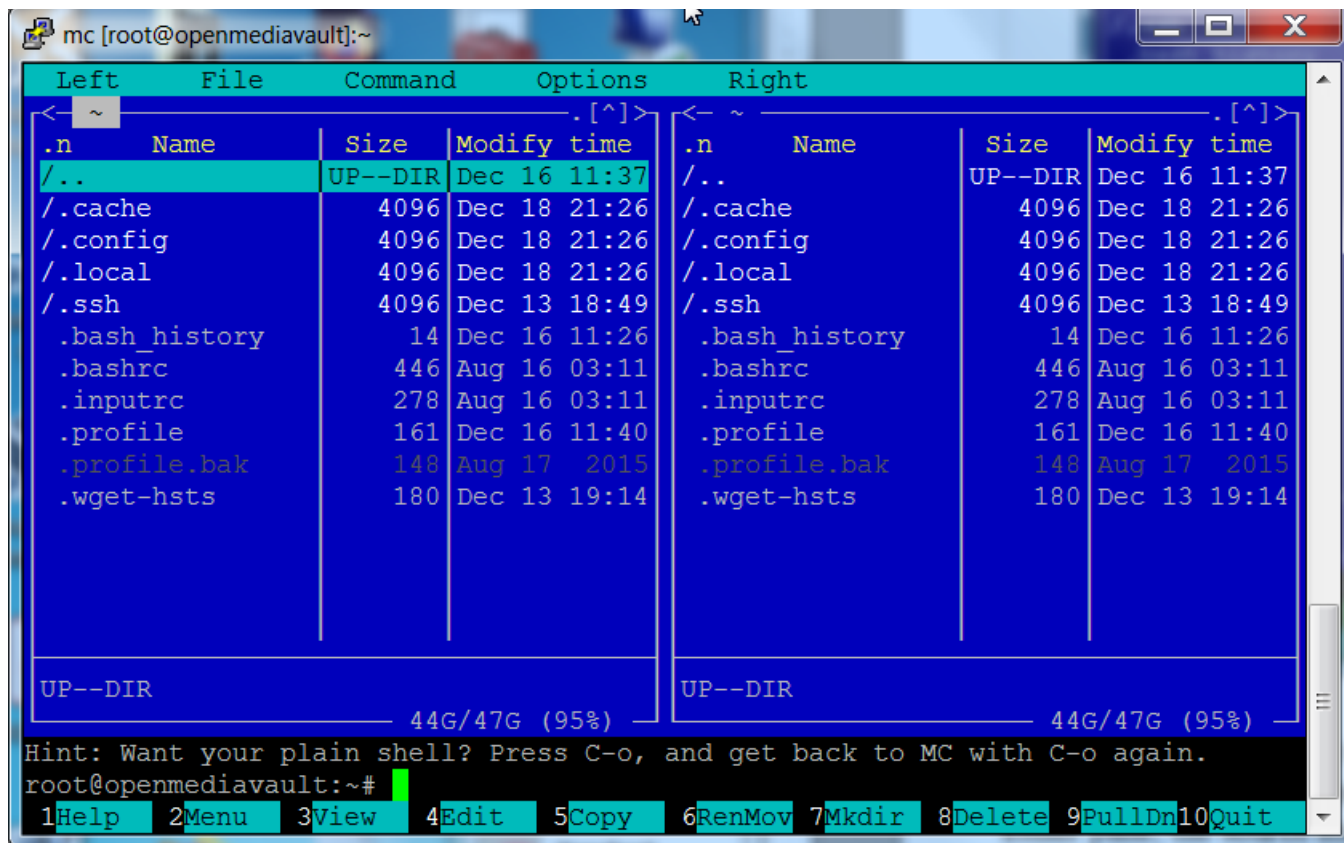 mc [root@openmediavault]:~
Left File Command Options Right
<- ~ .[^]> <- ~ .[^]>
.n Name Size Modify time .n Name Size Modify time
/.. UP--DIR Dec 16 11:37 /.. UP--DIR Dec 16 11:37
/.cache 4096 Dec 18 21:26 /.cache 4096 Dec 18 21:26
/.config 4096 Dec 18 21:26 /.config 4096 Dec 18 21:26
/.local 4096 Dec 18 21:26 /.local 4096 Dec 18 21:26
/.ssh 4096 Dec 13 18:49 /.ssh 4096 Dec 13 18:49
.bash_history 14 Dec 16 11:26 .bash_history 14 Dec 16 11:26
.bashrc 446 Aug 16 03:11 .bashrc 446 Aug 16 03:11
.inputrc 278 Aug 16 03:11 .inputrc 278 Aug 16 03:11
.profile 161 Dec 16 11:40 .profile 161 Dec 16 11:40
.profile.bak 148 Aug 17 2015 .profile.bak 148 Aug 17 2015
.wget-hsts 180 Dec 13 19:14 .wget-hsts 180 Dec 13 19:14
UP--DIR UP--DIR
44G/47G (95%) 44G/47G (95%)
Hint: Want your plain shell? Press C-o, and get back to MC with C-o again.
root@openmediavault:~#
1Help 2Menu 3View 4Edit 5Copy 6RenMov 7Mkdir 8Delete 9PullDn 10Quit